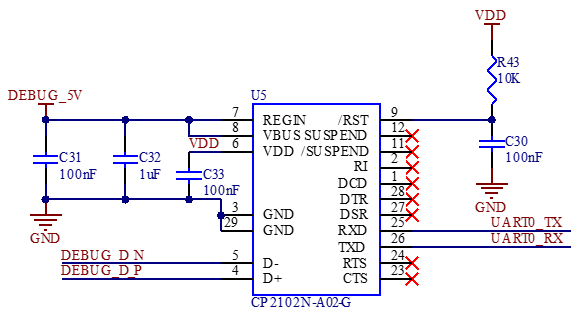 VDD
R43
10K
DEBUG_5V
U5
7 REGIN /RST 9
8 VBUS SUSPEND 12
VDD 6 VDD /SUSPEND 11
RI 2
DCD 1
DTR 28
DSR 27
C31
100nF
C32
1uF
C33
100nF
C30
100nF
GND
3 GND
29 GND
RXD 25 UART0_TX
TXD 26 UART0_RX
GND
DEBUG_D_N 5 D- RTS 24
DEBUG_D_P 4 D+ CTS 23
CP2102N-A02-G